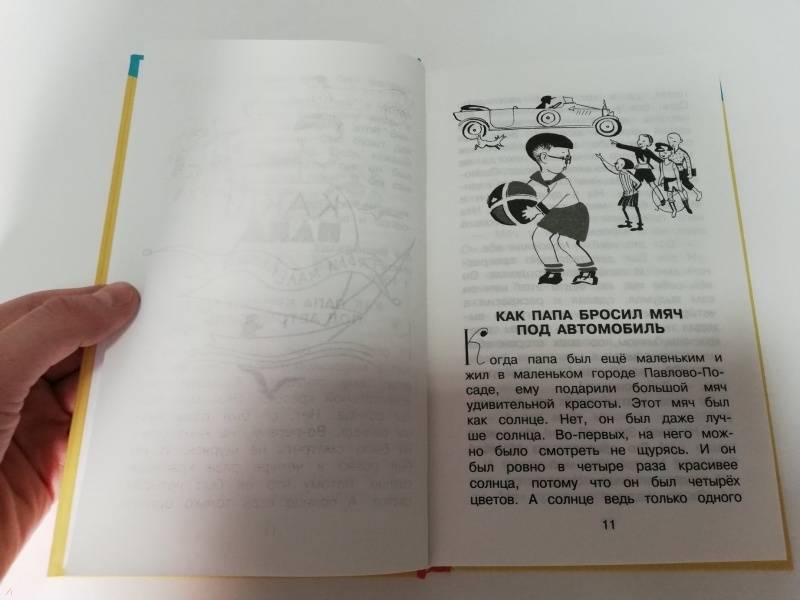 КАК ПАПА БРОСИЛ МЯЧ
ПОД АВТОМОБИЛЬ
Когда папа был ещё маленьким и
жил в маленьком городе Павлово-По-
саде, ему подарили большой мяч
удивительной красоты. Этот мяч был
как солнце. Нет, он был даже луч-
ше солнца. Во-первых, на него мож-
но было смотреть не щурясь. И он
был ровно в четыре раза красивее
солнца, потому что он был четырёх
цветов. А солнце ведь только одного
11